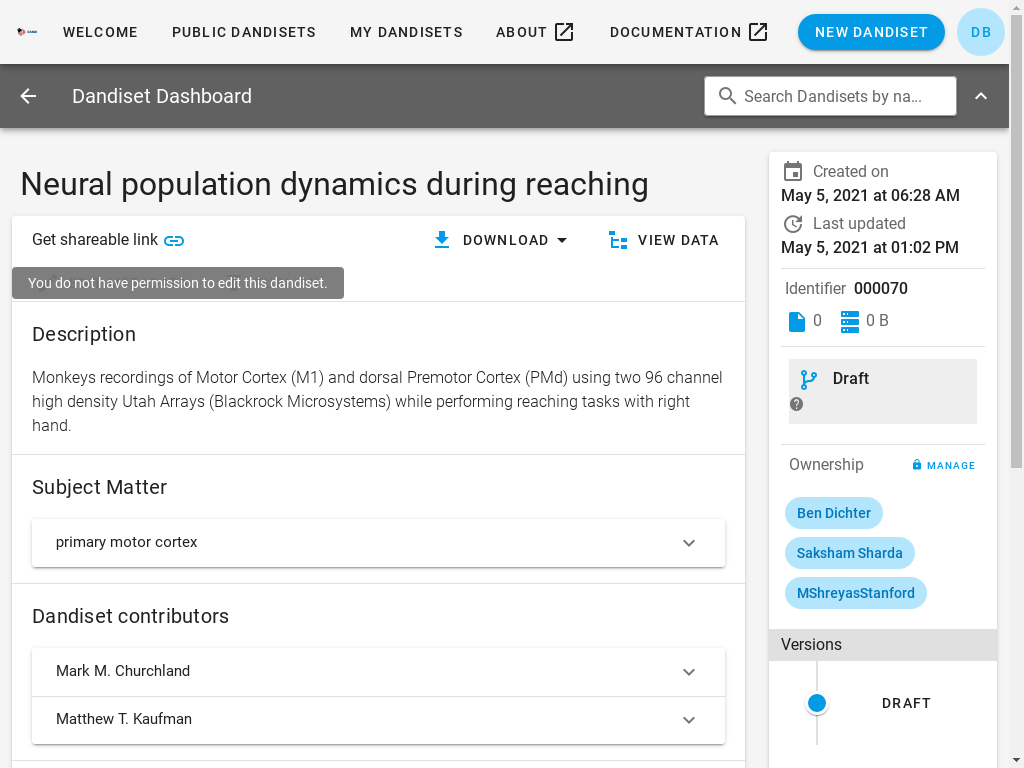 WELCOME
PUBLIC DANDISETS
MY DANDISETS
ABOUT
DOCUMENTATION
NEW DANDISET
DB
Dandiset Dashboard
Search Dandisets by na...
Neural population dynamics during reaching
Get shareable link
DOWNLOAD
VIEW DATA
You do not have permission to edit this dandiset.
Description
Monkeys recordings of Motor Cortex (M1) and dorsal Premotor Cortex (PMd) using two 96 channel
high density Utah Arrays (Blackrock Microsystems) while performing reaching tasks with right
hand.
Subject Matter
primary motor cortex
Dandiset contributors
Mark M. Churchland
Matthew T. Kaufman
Created on
May 5, 2021 at 06:28 AM
Last updated
May 5, 2021 at 01:02 PM
Identifier 000070
0
0 B
Draft
Ownership
MANAGE
Ben Dichter
Saksham Sharda
MShreyasStanford
Versions
DRAFT